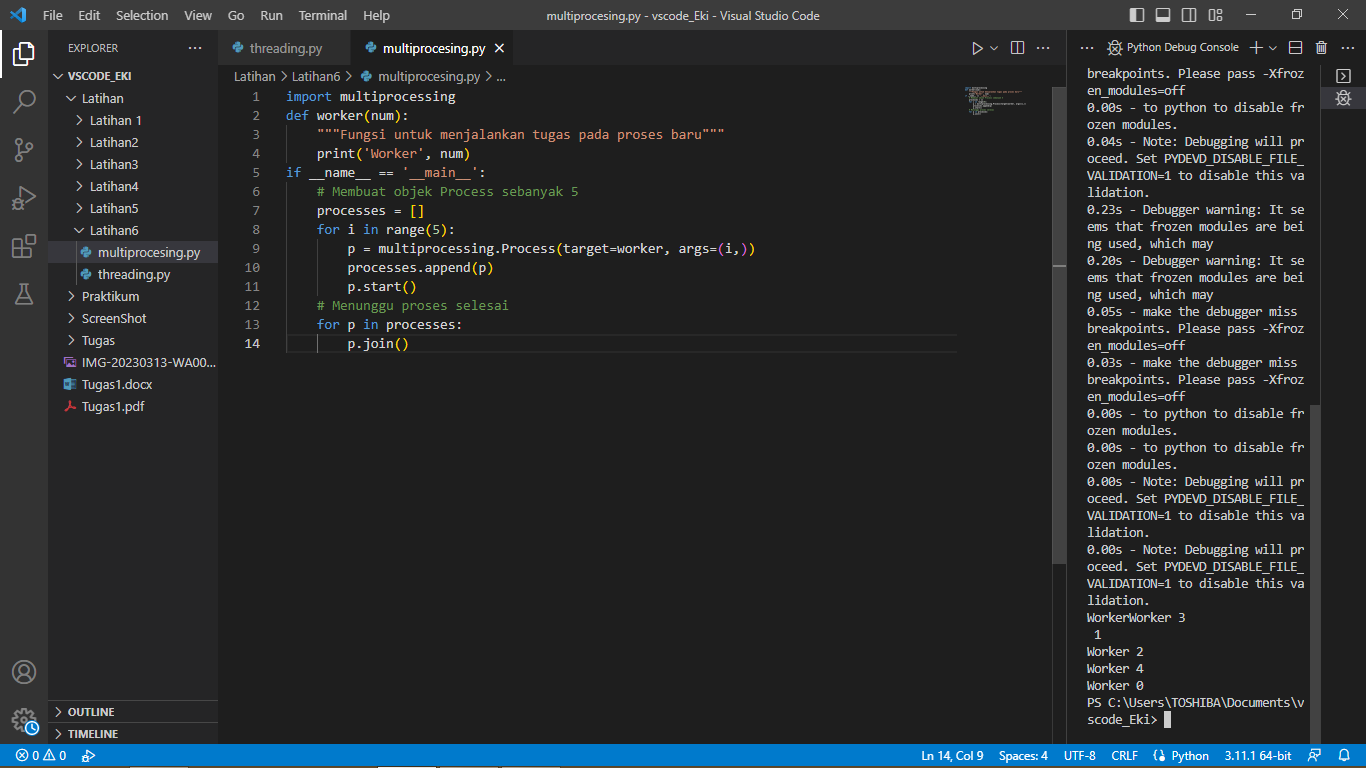 File Edit Selection View Go Run Terminal Help
multiprocesing.py - vscode_Eki - Visual Studio Code
EXPLORER
VSCODE_EKI
Latihan
Latihan 1
Latihan2
Latihan3
Latihan4
Latihan5
Latihan6
multiprocesing.py
threading.py
Praktikum
ScreenShot
Tugas
IMG-20230313-WA00...
Tugas1.docx
Tugas1.pdf
OUTLINE
TIMELINE
threading.py multiprocesing.py
Latihan > Latihan6 > multiprocesing.py > ...
1 import multiprocessing
2 def worker(num):
3 """Fungsi untuk menjalankan tugas pada proses baru"""
4 print('Worker', num)
5 if __name__ == '__main__':
6 # Membuat objek Process sebanyak 5
7 processes = []
8 for i in range(5):
9 p = multiprocessing.Process(target=worker, args=(i,))
10 processes.append(p)
11 p.start()
12 # Menunggu proses selesai
13 for p in processes:
14 p.join()
Python Debug Console
breakpoints. Please pass -Xfroz
en_modules=off
0.00s - to python to disable fr
ozen modules.
0.04s - Note: Debugging will pr
oceed. Set PYDEVD_DISABLE_FILE_
VALIDATION=1 to disable this va
lidation.
0.23s - Debugger warning: It se
ems that frozen modules are bei
ng used, which may
0.20s - Debugger warning: It se
ems that frozen modules are bei
ng used, which may
0.05s - make the debugger miss
breakpoints. Please pass -Xfroz
en_modules=off
0.03s - make the debugger miss
breakpoints. Please pass -Xfroz
en_modules=off
0.00s - to python to disable fr
ozen modules.
0.00s - to python to disable fr
ozen modules.
0.00s - Note: Debugging will pr
oceed. Set PYDEVD_DISABLE_FILE_
VALIDATION=1 to disable this va
lidation.
0.00s - Note: Debugging will pr
oceed. Set PYDEVD_DISABLE_FILE_
VALIDATION=1 to disable this va
lidation.
WorkerWorker 3
1
Worker 2
Worker 4
Worker 0
PS C:\Users\TOSHIBA\Documents\v
scode_Eki>
0 0 Ln 14, Col 9 Spaces: 4 UTF-8 CRLF Python 3.11.1 64-bit